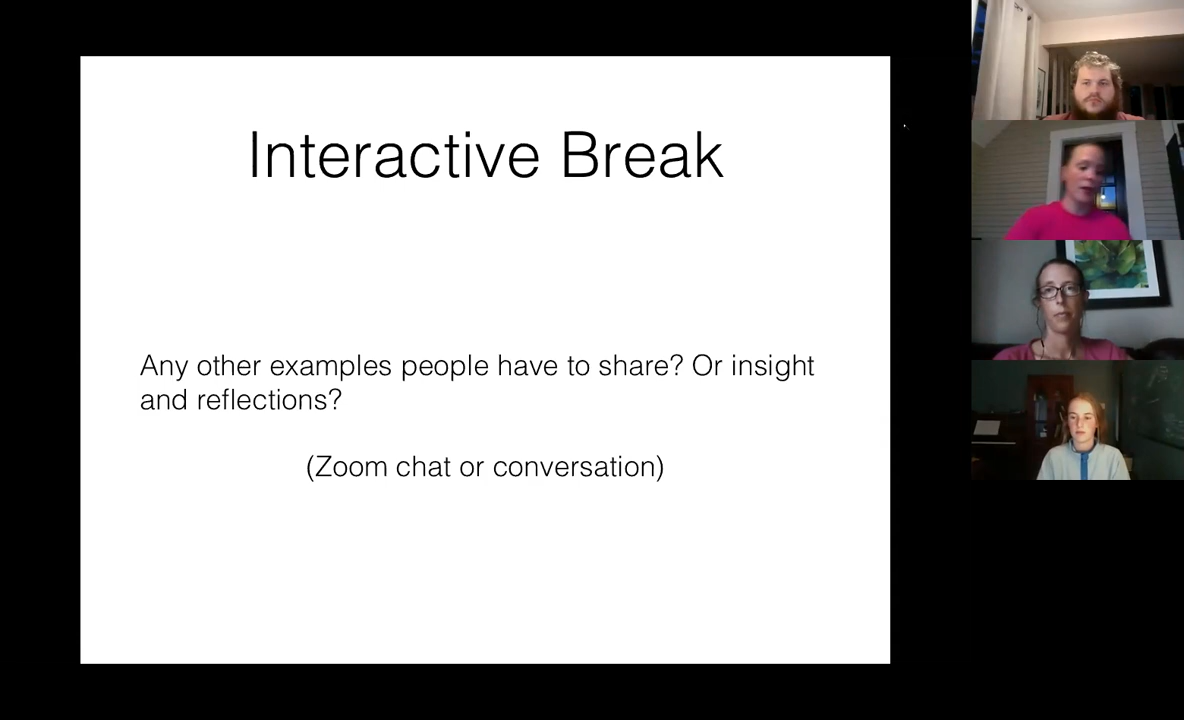 Interactive Break
Any other examples people have to share? Or insight
and reflections?
(Zoom chat or conversation)